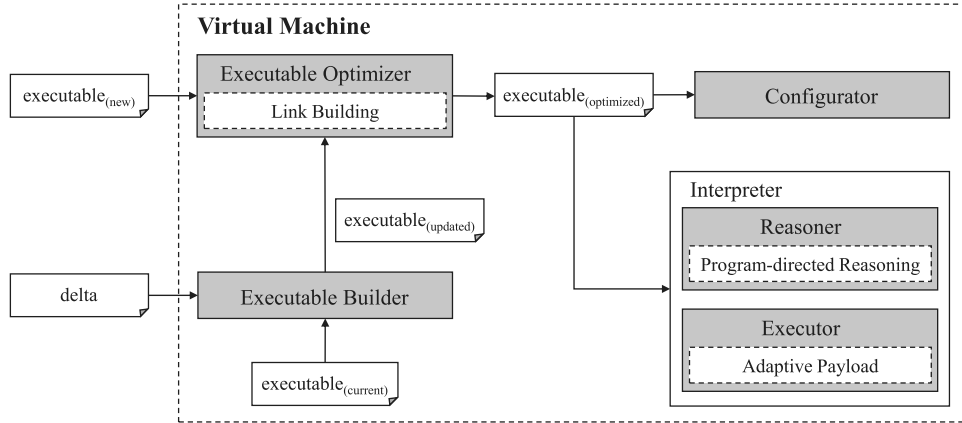 Virtual Machine
executable(new)
Executable Optimizer
Link Building
executable(optimized)
Configurator
executable(updated)
Interpreter
Reasoner
Program-directed Reasoning
delta
Executable Builder
Executor
Adaptive Payload
executable(current)